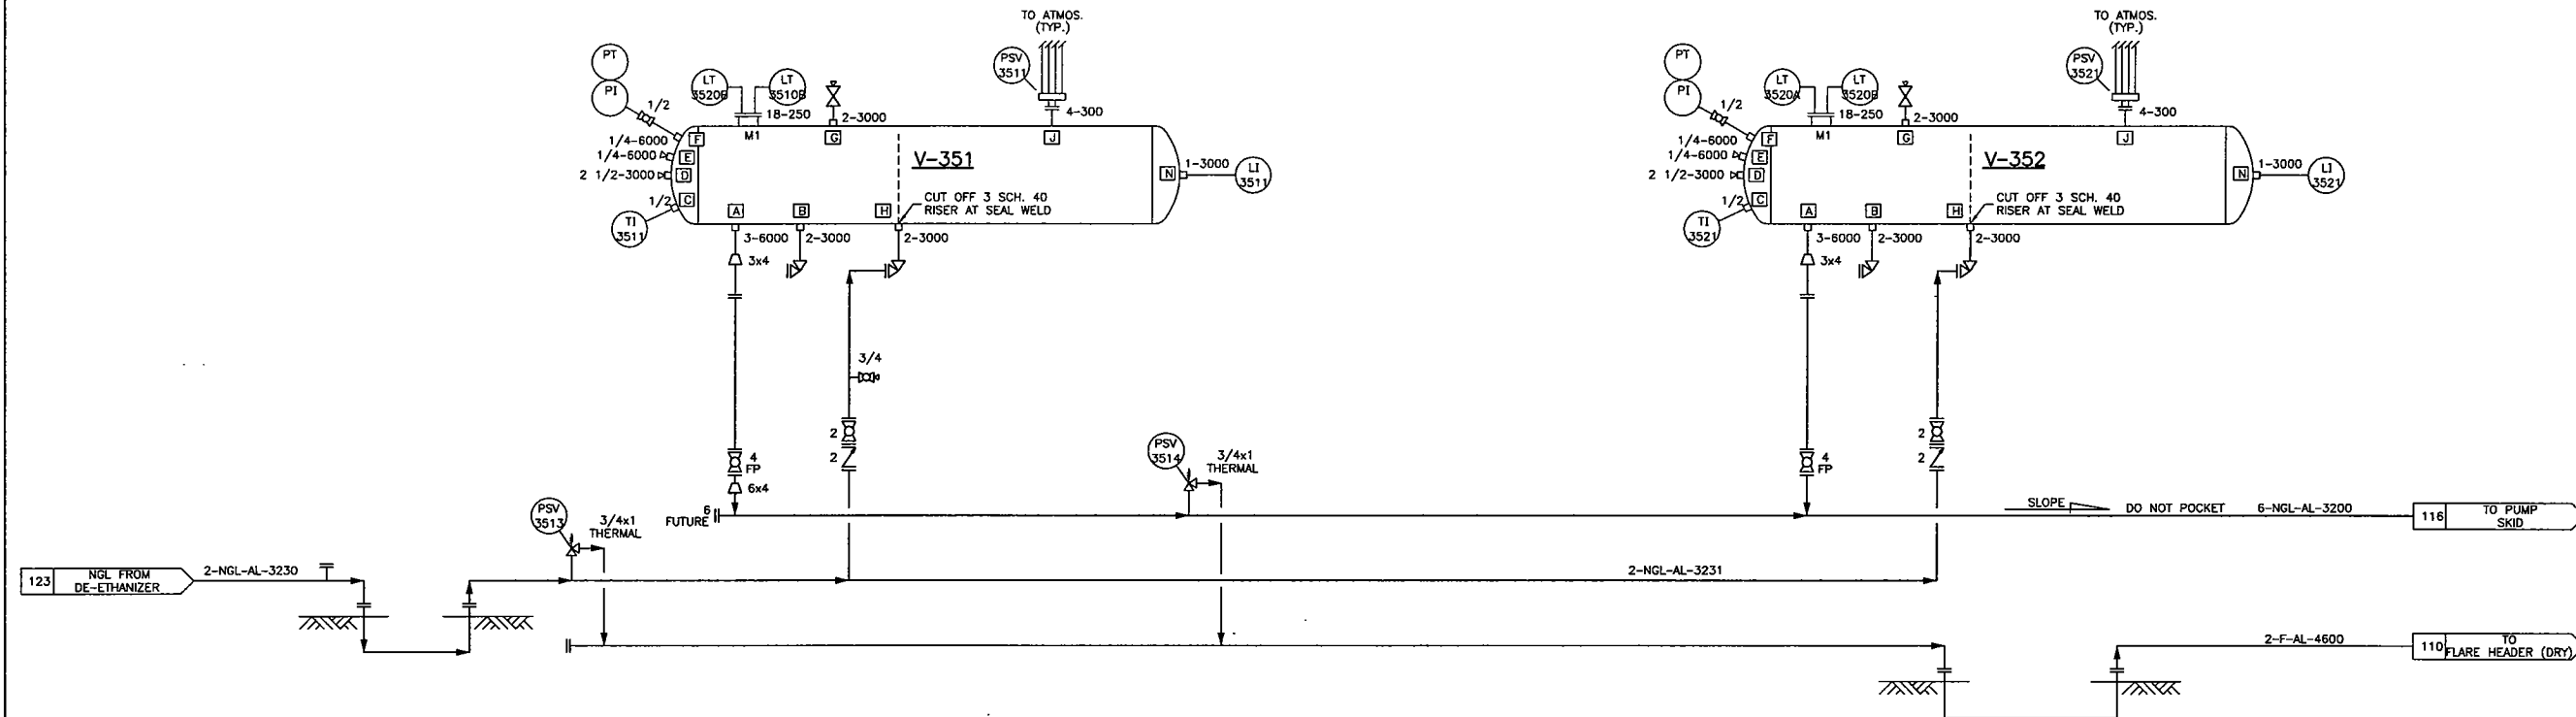 TO ATMOS.
(TYP.)
PSV
3511
PT
PI
1/2
LT
3520B
LT
3510B
18-250
M1
2-3000
4-300
1/4-6000
1/4-6000
2 1/2-3000
1/2
TI
3511
F
E
D
C
G
J
N
A
B
H
V-351
CUT OFF 3 SCH. 40
RISER AT SEAL WELD
1-3000
LI
3511
3-6000
2-3000
2-3000
3x4
3/4
2
2
4
FP
6x4
TO ATMOS.
(TYP.)
PSV
3521
PT
PI
1/2
LT
3520A
LT
3520B
18-250
M1
2-3000
4-300
1/4-6000
1/4-6000
2 1/2-3000
1/2
TI
3521
F
E
D
C
G
J
N
A
B
H
V-352
CUT OFF 3 SCH. 40
RISER AT SEAL WELD
1-3000
LI
3521
3-6000
2-3000
2-3000
3x4
2
2
4
FP
PSV
3514
3/4x1
THERMAL
PSV
3513
3/4x1
THERMAL
6
FUTURE
SLOPE
DO NOT POCKET
6-NGL-AL-3200
116
TO PUMP
SKID
123
NGL FROM
DE-ETHANIZER
2-NGL-AL-3230
2-NGL-AL-3231
2-F-AL-4600
110
TO
FLARE HEADER (DRY)